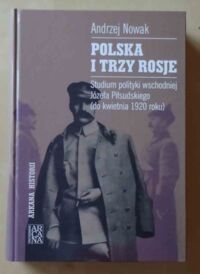 Andrzej Nowak
POLSKA
I TRZY ROSJE
Studium polityki wschodniej
Józefa Piłsudskiego
(do kwietnia 1920 roku)
ARKANA HISTORII
ARCANA